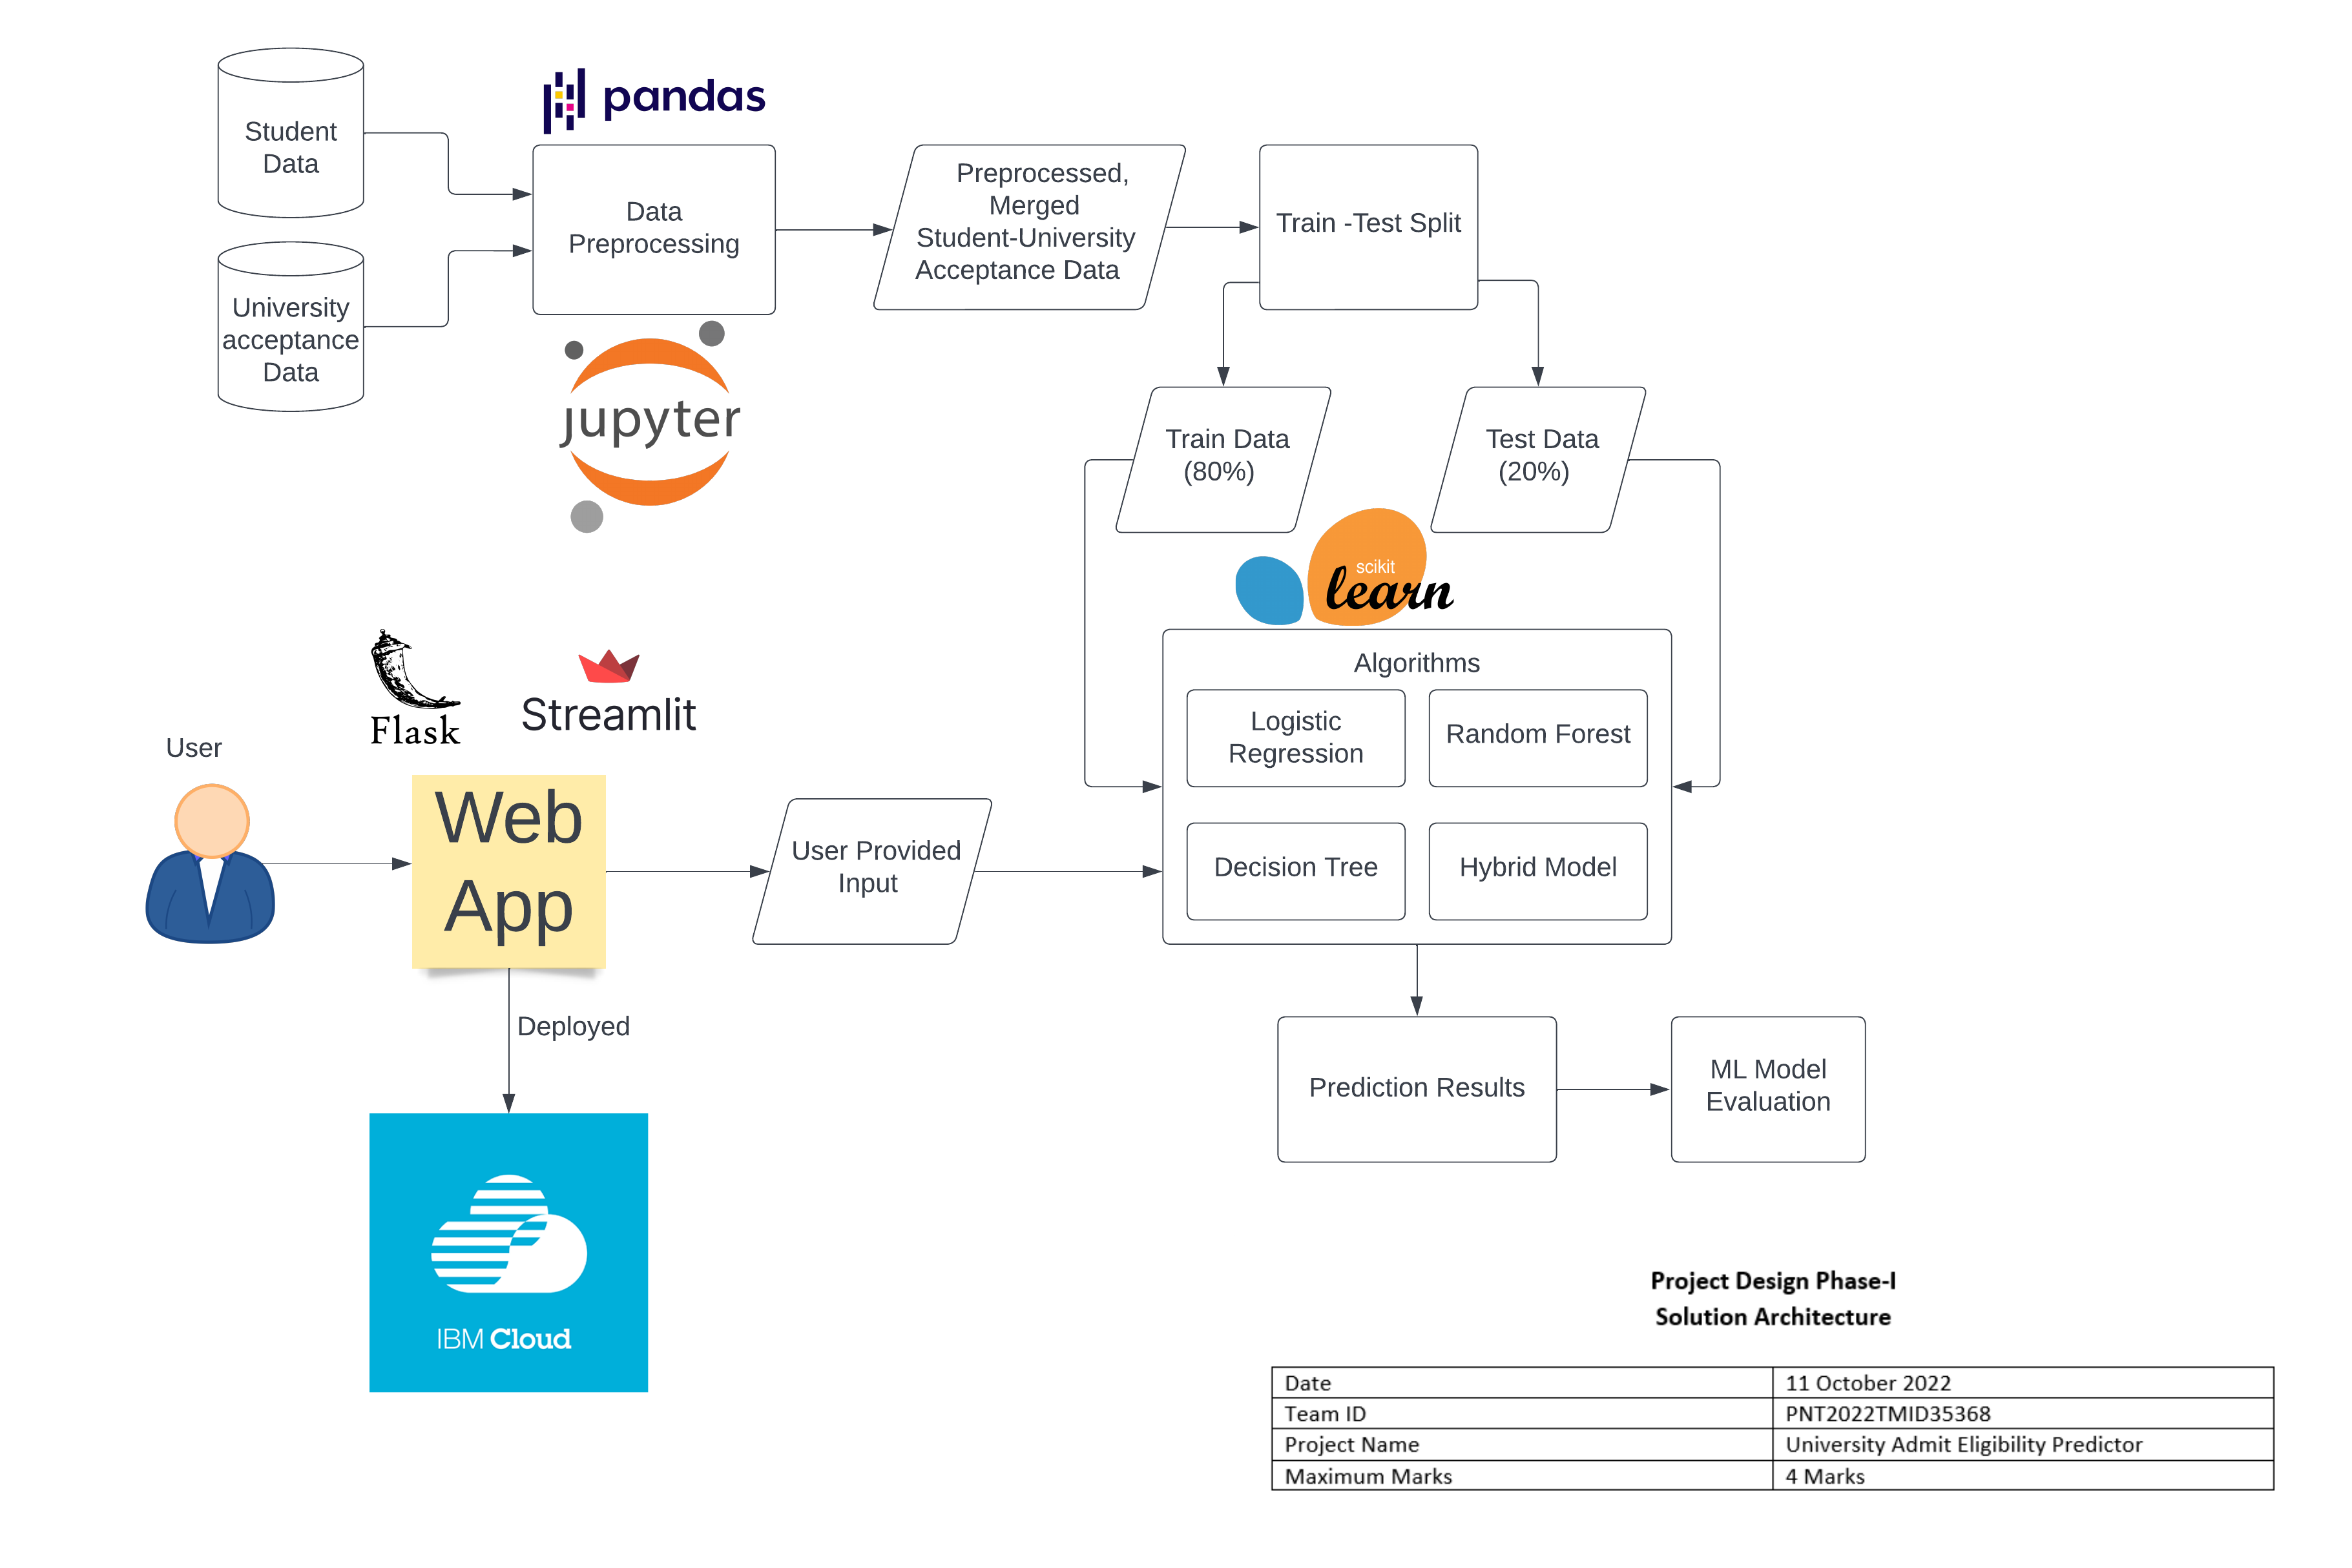 Student
Data
University
acceptance
Data
pandas
Data
Preprocessing
jupyter
Preprocessed,
Merged
Student-University
Acceptance Data
Train -Test Split
Train Data
(80%)
Test Data
(20%)
scikit
learn
Algorithms
Logistic
Regression
Random Forest
Decision Tree
Hybrid Model
Flask
Streamlit
User
Web
App
User Provided
Input
Deployed
IBM Cloud
Prediction Results
ML Model
Evaluation
Project Design Phase-I
Solution Architecture
Date 11 October 2022
Team ID PNT2022TMID35368
Project Name University Admit Eligibility Predictor
Maximum Marks 4 Marks